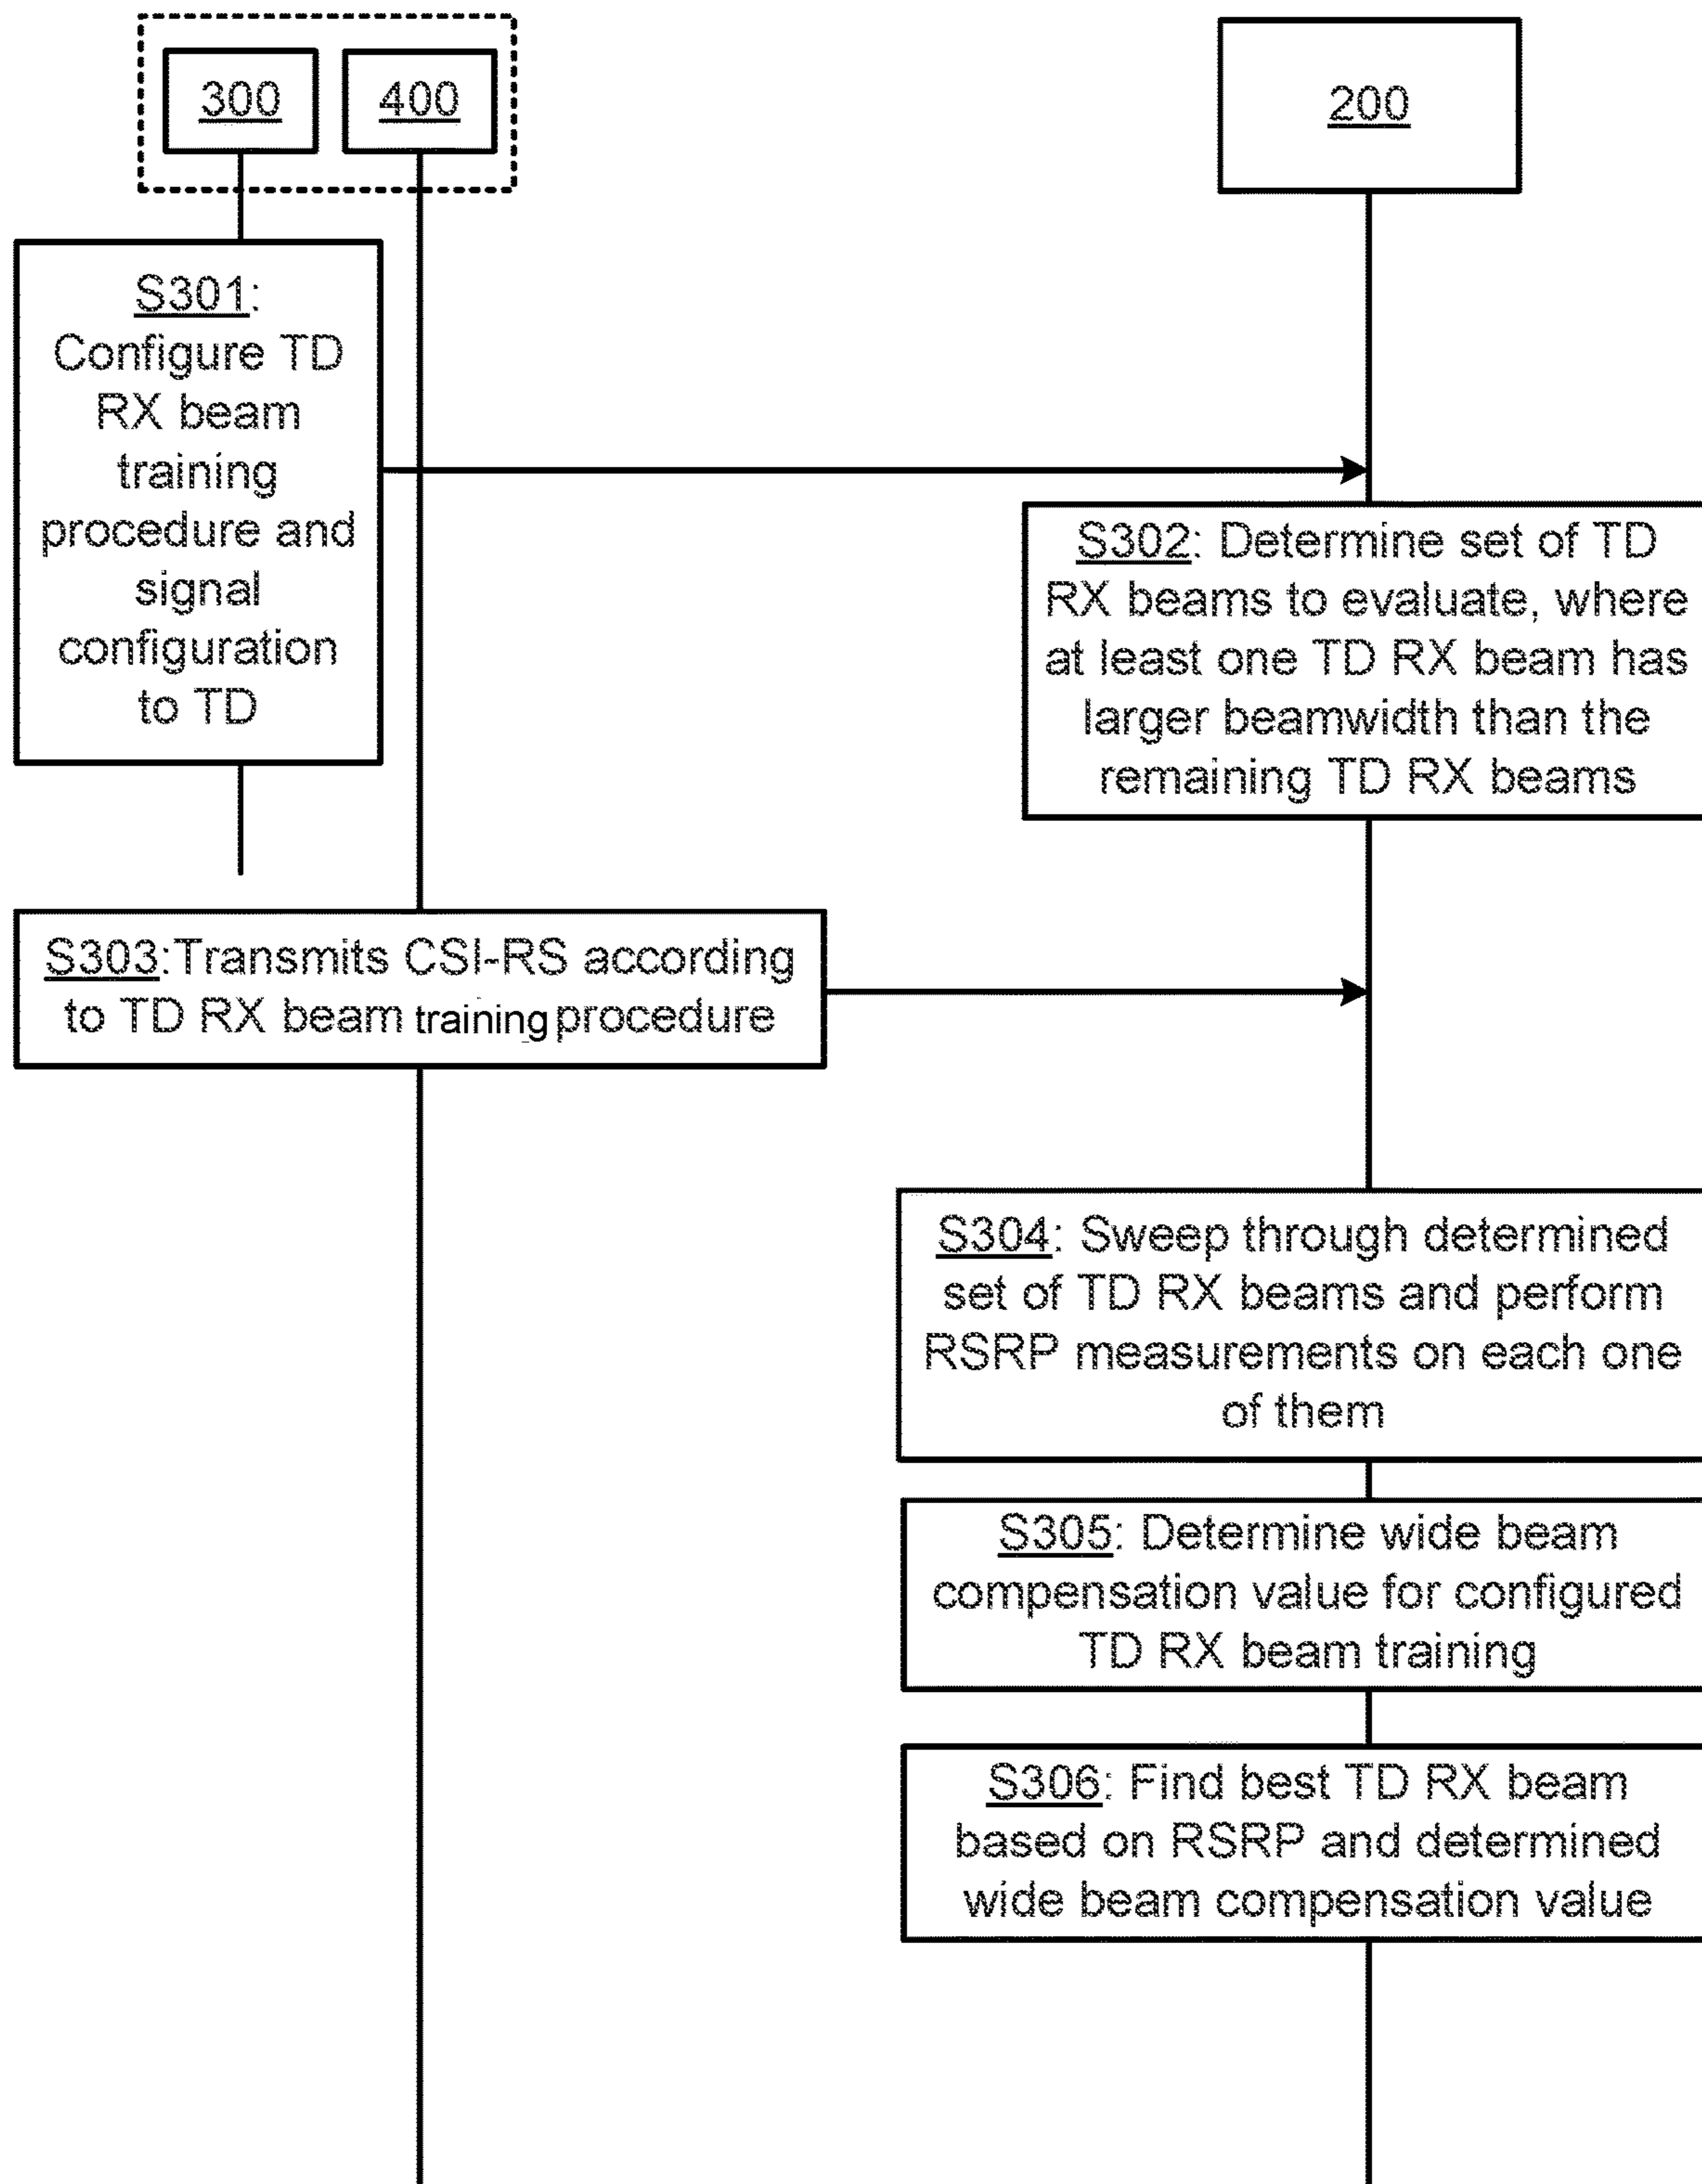 300
400
200
S301:
Configure TD
RX beam
training
procedure and
signal
configuration
to TD
S302: Determine set of TD
RX beams to evaluate, where
at least one TD RX beam has
larger beamwidth than the
remaining TD RX beams
S303:Transmits CSI-RS according
to TD RX beam training procedure
S304: Sweep through determined
set of TD RX beams and perform
RSRP measurements on each one
of them
S305: Determine wide beam
compensation value for configured
TD RX beam training
S306: Find best TD RX beam
based on RSRP and determined
wide beam compensation value